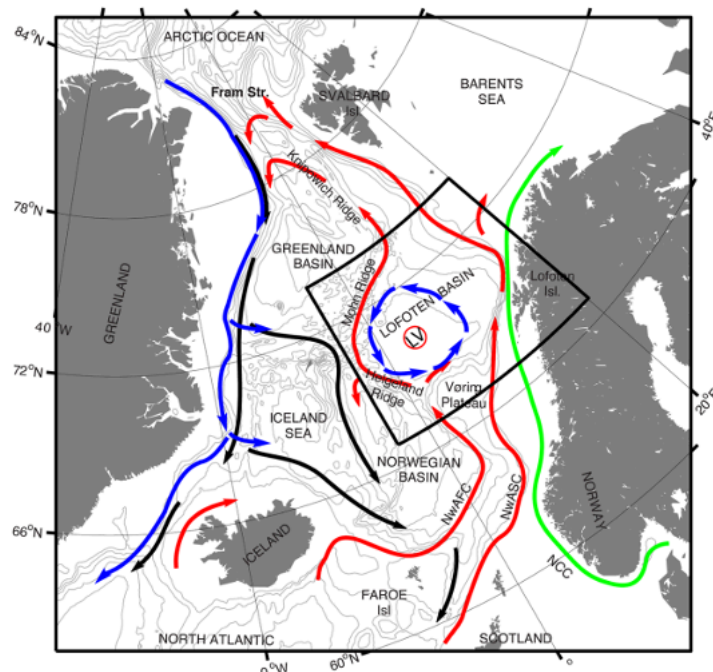 84°N
ARCTIC OCEAN
Fram Str.
SVALBARD
Isl.
BARENTS
SEA
40°E
Knipowich Ridge
78°N
GREENLAND
BASIN
GREENLAND
Mohn Ridge
LOFOTEN BASIN
LV
Lofoten
Isl.
40°W
72°N
Helgeland
Ridge
Vøring
Plateau
20°E
ICELAND
SEA
NORWEGIAN
BASIN
NwAFC
NwASC
NORWAY
66°N
ICELAND
NCC
FAROE
Isl
NORTH ATLANTIC
SCOTLAND
60°N
0°